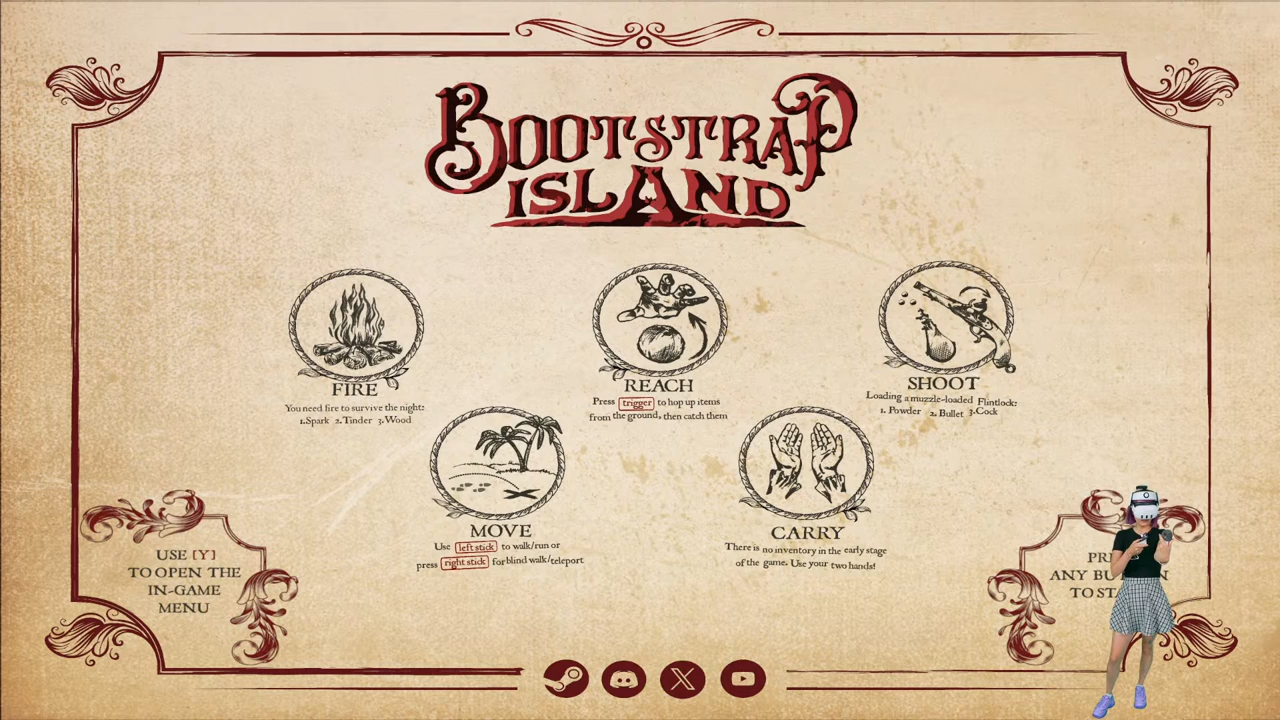 BOOTSTRAP
ISLAND
FIRE
You need fire to survive the night:
1.Spark 2.Tinder 3.Wood
REACH
Press trigger to hop up items
from the ground, then catch them
SHOOT
Loading a muzzle-loaded Flintlock:
1. Powder 2. Bullet 3.Cock
MOVE
Use left stick to walk/run or
press right stick for blind walk/teleport
CARRY
There is no inventory in the early stage
of the game. Use your two hands!
USE [Y]
TO OPEN THE
IN-GAME
MENU
ANY
TO